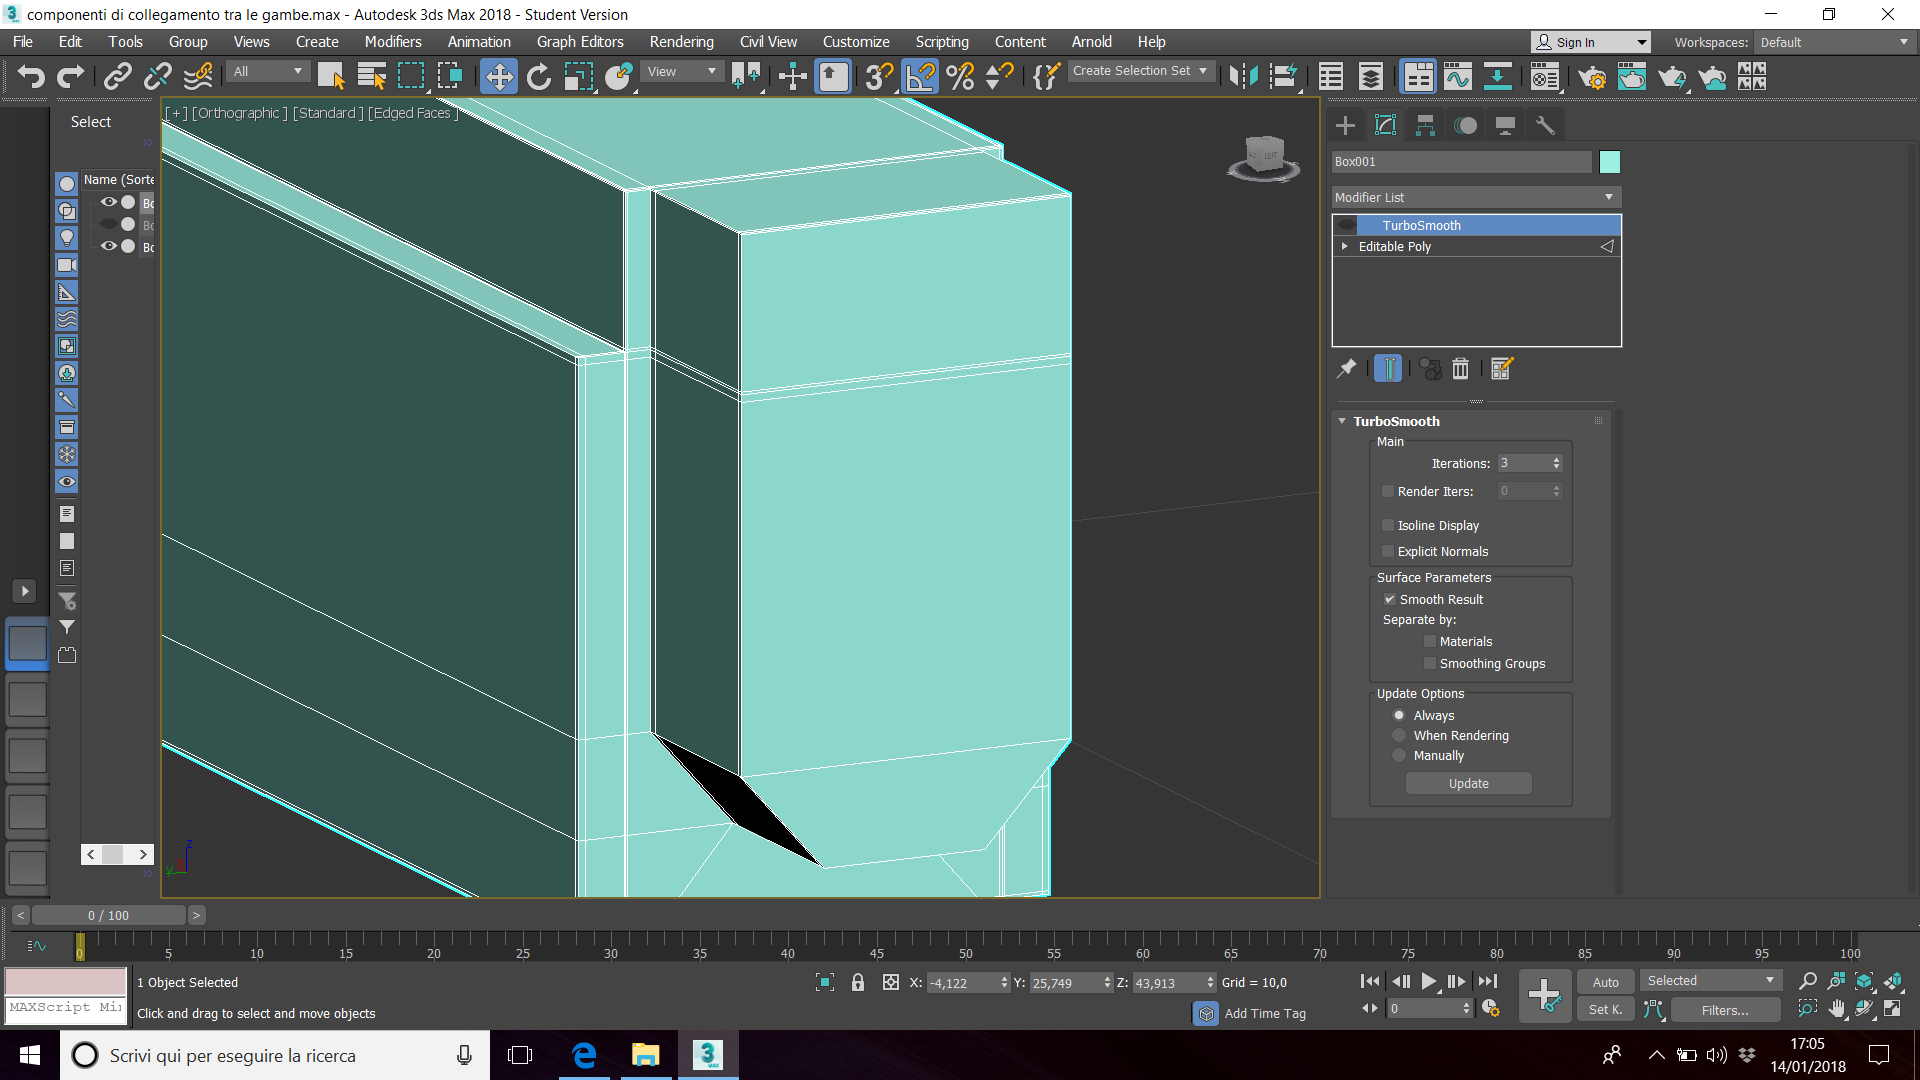 componenti di collegamento tra le gambe.max - Autodesk 3ds Max 2018 - Student Version
File Edit Tools Group Views Create Modifiers Animation Graph Editors Rendering Civil View Customize Scripting Content Arnold Help
Sign In
Workspaces: Default
All
View
Create Selection Set
Select
[+] [Orthographic] [Standard] [Edged Faces]
LEFT
Name (Sorte
Bo
Bo
Bo
Box001
Modifier List
TurboSmooth
Editable Poly
TurboSmooth
Main
Iterations: 3
Render Iters: 0
Isoline Display
Explicit Normals
Surface Parameters
Smooth Result
Separate by:
Materials
Smoothing Groups
Update Options
Always
When Rendering
Manually
Update
z
y
< 0 / 100 >
0 5 10 15 20 25 30 35 40 45 50 55 60 65 70 75 80 85 90 95 100
1 Object Selected
X: -4,122 Y: 25,749 Z: 43,913 Grid = 10,0
Auto Selected
MAXScript Mi
Click and drag to select and move objects
Add Time Tag
0
Set K. Filters...
Scrivi qui per eseguire la ricerca
3
MAX
17:05
14/01/2018